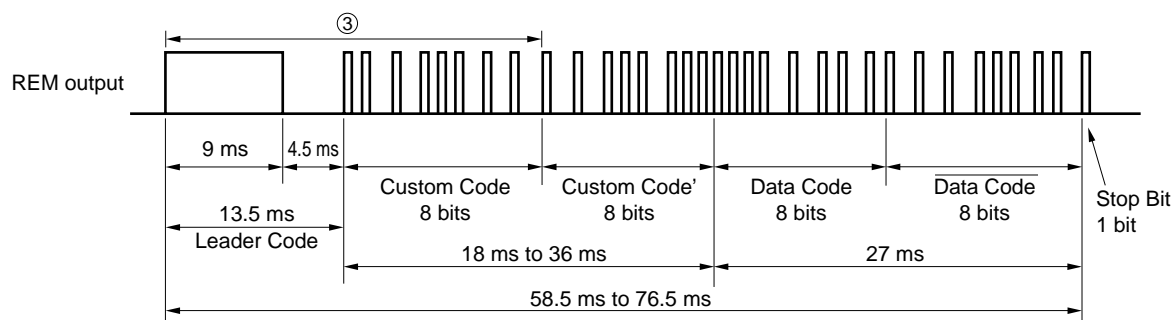 ③
REM output
9 ms
4.5 ms
Custom Code
8 bits
Custom Code'
8 bits
Data Code
8 bits
Data Code
8 bits
Stop Bit
1 bit
13.5 ms
Leader Code
18 ms to 36 ms
27 ms
58.5 ms to 76.5 ms